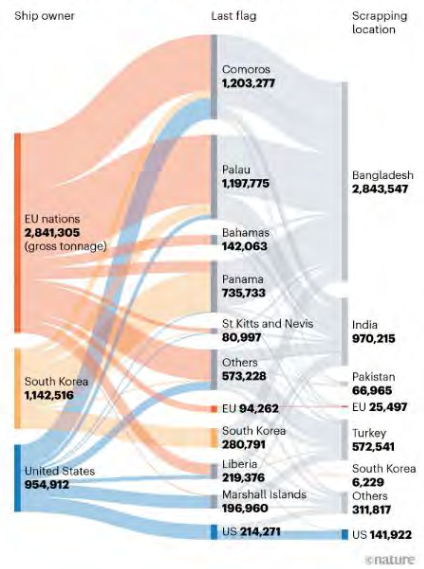 Ship owner
Last flag
Scrapping
location
EU nations
2,841,305
(gross tonnage)
South Korea
1,142,516
United States
954,912
Comoros
1,203,277
Palau
1,197,775
Bahamas
142,063
Panama
735,733
St Kitts and Nevis
80,997
Others
573,228
EU 94,262
South Korea
280,791
Liberia
219,376
Marshall Islands
196,960
US 214,271
Bangladesh
2,843,547
India
970,215
Pakistan
66,965
EU 25,497
Turkey
572,541
South Korea
6,229
Others
311,817
US 141,922
©nature